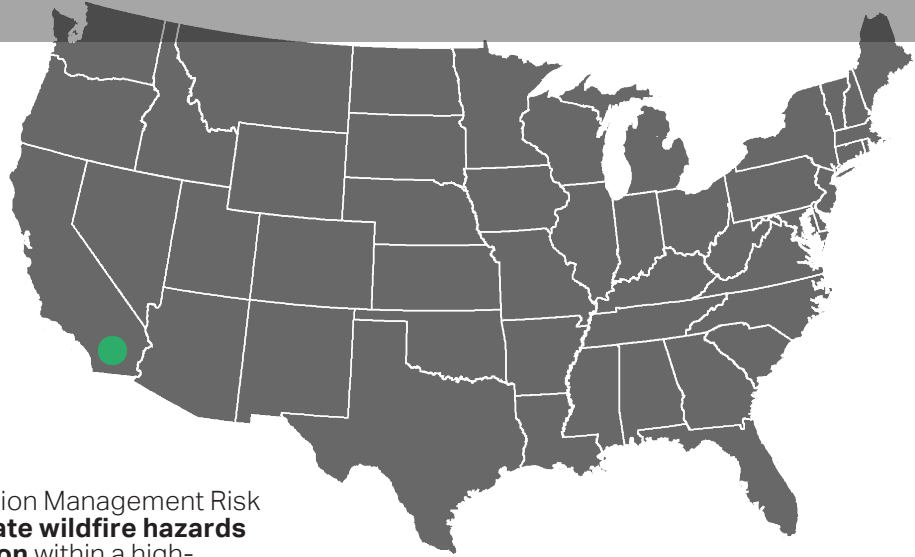 ion Management Risk
ate wildfire hazards
on within a high-